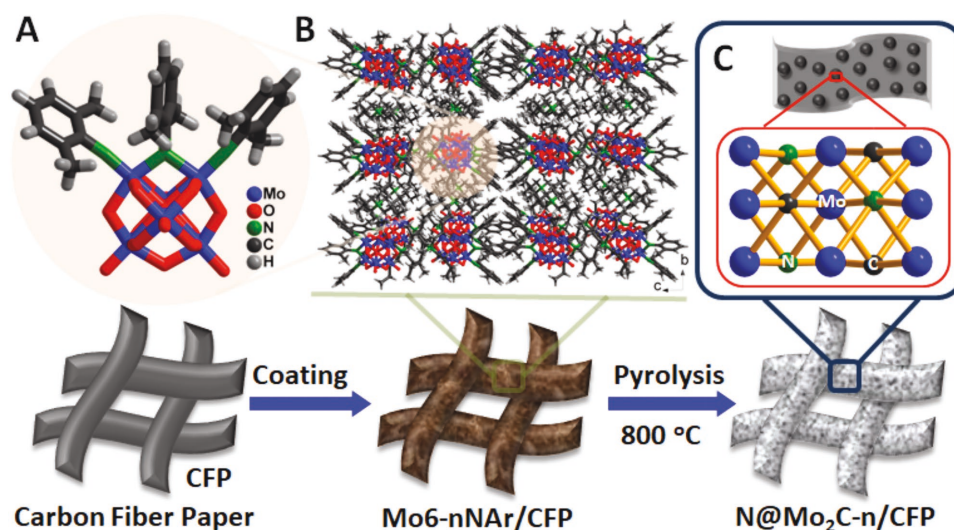 A
B
C
Mo
O
N
C
H
b
c
Mo
N
C
Coating
Pyrolysis
800 °C
CFP
Carbon Fiber Paper
Mo6-nNAr/CFP
N@Mo₂C-n/CFP